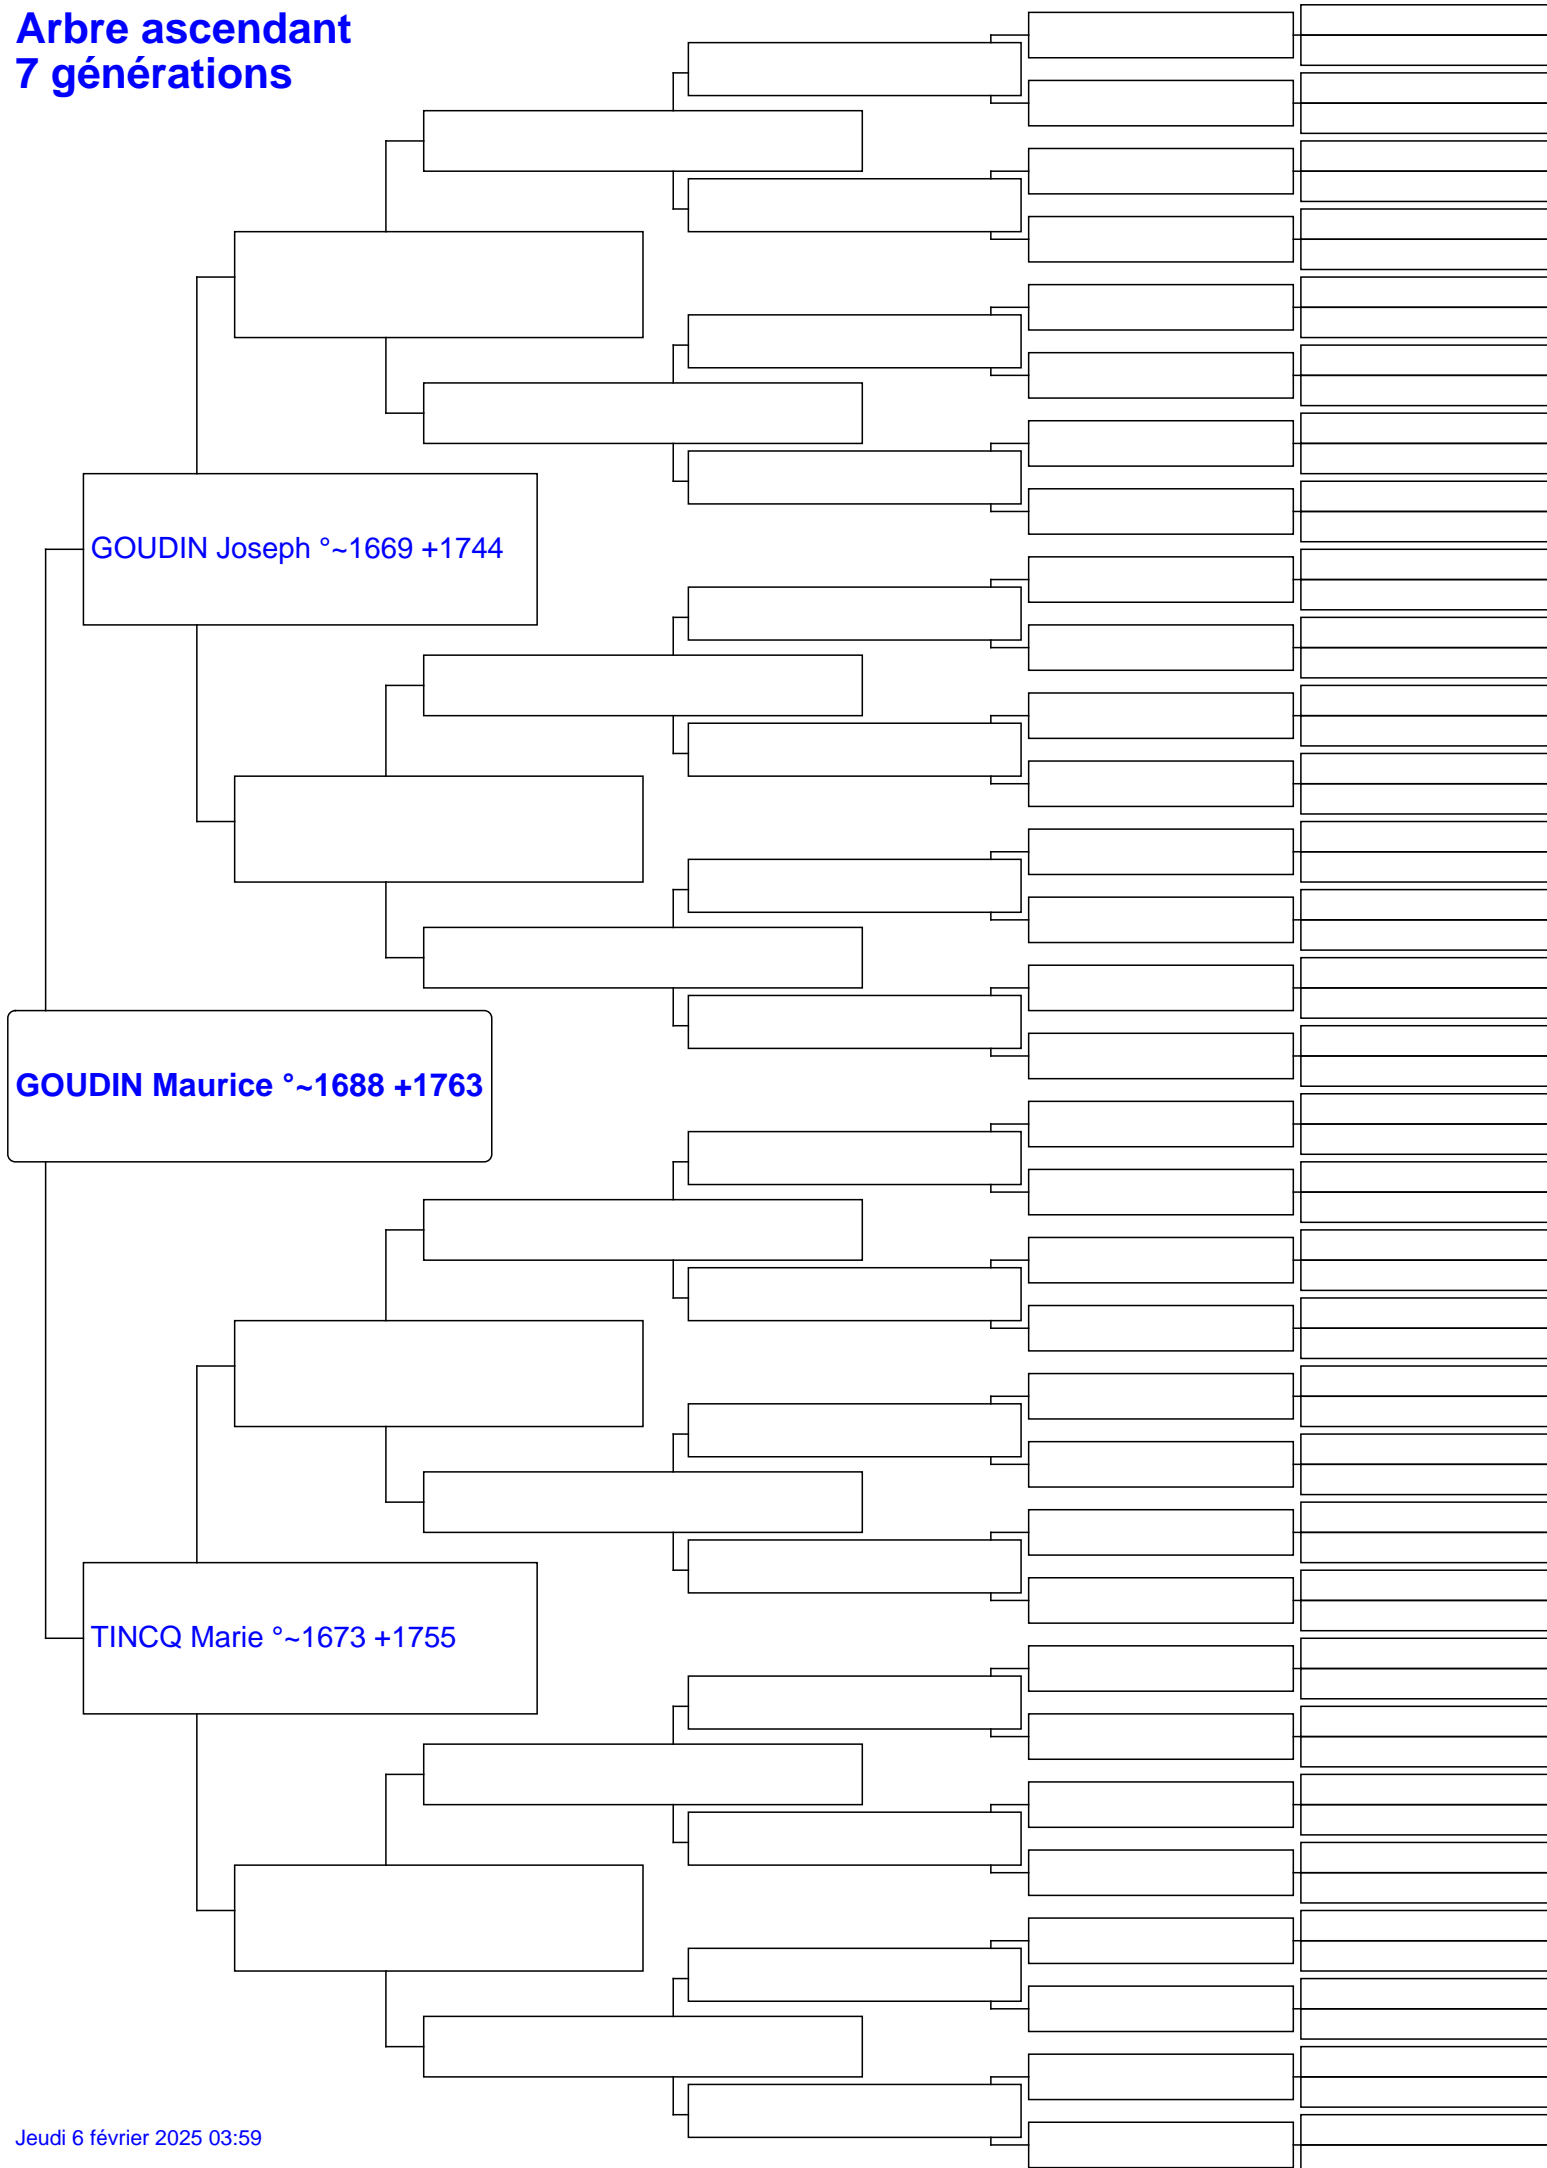 Arbre ascendant
7 générations
GOUDIN Joseph °~1669 +1744
GOUDIN Maurice °~1688 +1763
TINCQ Marie °~1673 +1755
Jeudi 6 février 2025 03:59